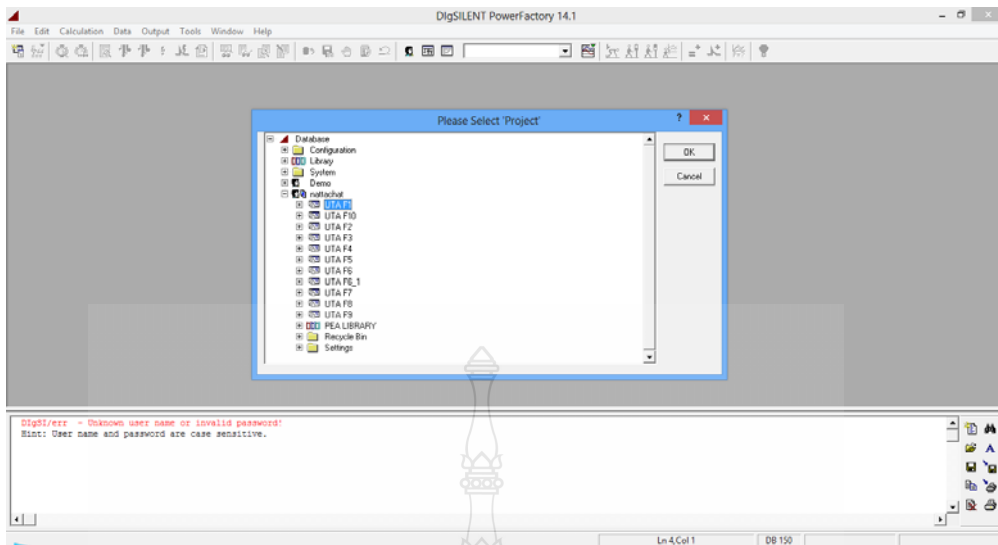 DIgSILENT PowerFactory 14.1
File Edit Calculation Data Output Tools Window Help
Please Select 'Project'
Database
Configuration
Library
System
Demo
nattachat
UTA F1
UTA F10
UTA F2
UTA F3
UTA F4
UTA F5
UTA F6
UTA F6_1
UTA F7
UTA F8
UTA F9
PEA LIBRARY
Recycle Bin
Settings
OK
Cancel
DIgSI/err - Unknown user name or invalid password!
Hint: User name and password are case sensitive.
Ln 4,Col 1
DB 150